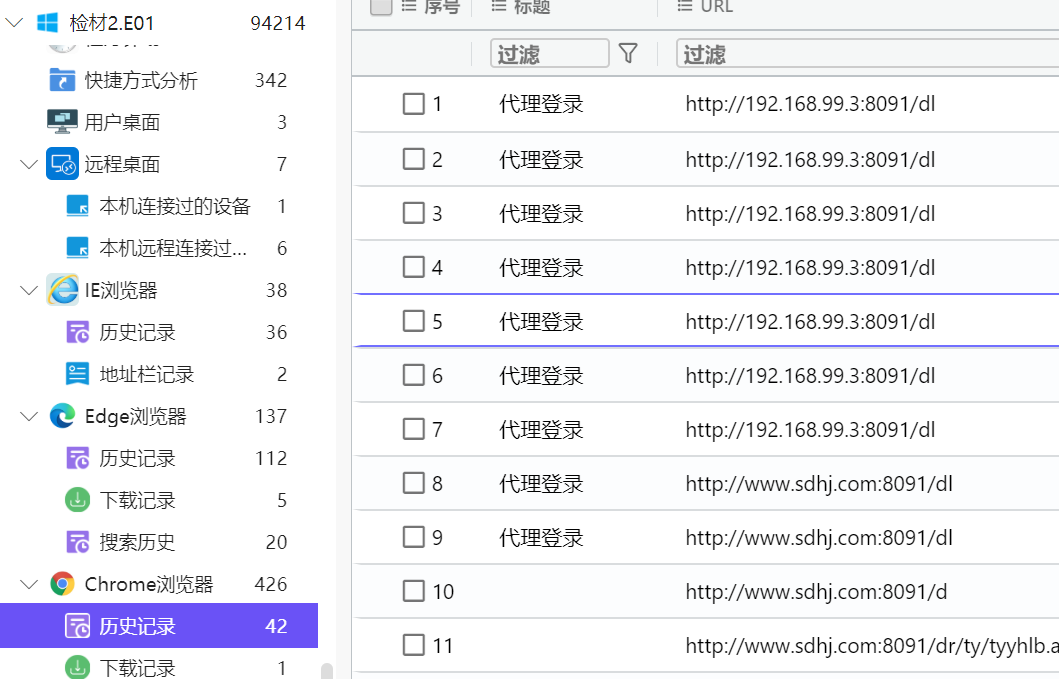 检材2.E01 94214
快捷方式分析 342
用户桌面 3
远程桌面 7
本机连接过的设备 1
本机远程连接过... 6
IE浏览器 38
历史记录 36
地址栏记录 2
Edge浏览器 137
历史记录 112
下载记录 5
搜索历史 20
Chrome浏览器 426
历史记录 42
下载记录 1
序号 标题 URL
过滤 过滤
1 代理登录 http://192.168.99.3:8091/dl
2 代理登录 http://192.168.99.3:8091/dl
3 代理登录 http://192.168.99.3:8091/dl
4 代理登录 http://192.168.99.3:8091/dl
5 代理登录 http://192.168.99.3:8091/dl
6 代理登录 http://192.168.99.3:8091/dl
7 代理登录 http://192.168.99.3:8091/dl
8 代理登录 http://www.sdhj.com:8091/dl
9 代理登录 http://www.sdhj.com:8091/dl
10 http://www.sdhj.com:8091/d
11 http://www.sdhj.com:8091/dr/ty/tyyhlb.a